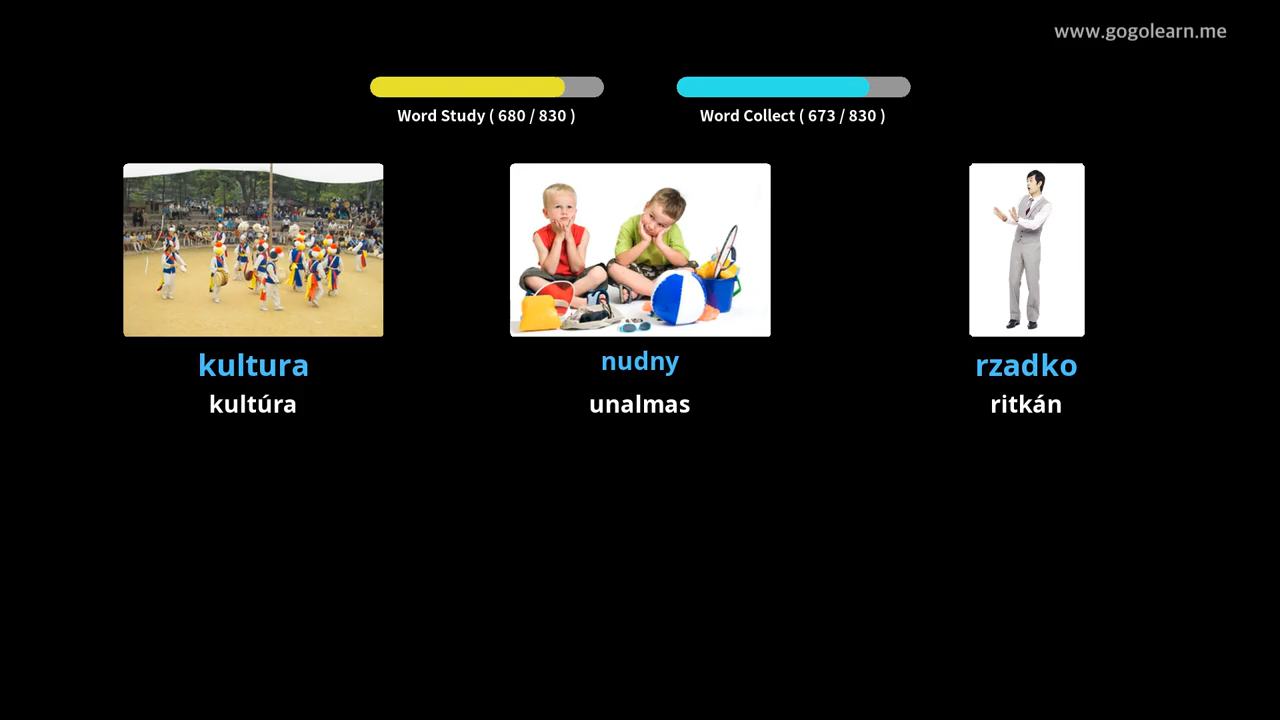 www.gogolearn.me
Word Study ( 680 / 830 )
Word Collect ( 673 / 830 )
kultura
kultúra
nudny
unalmas
rzadko
ritkán